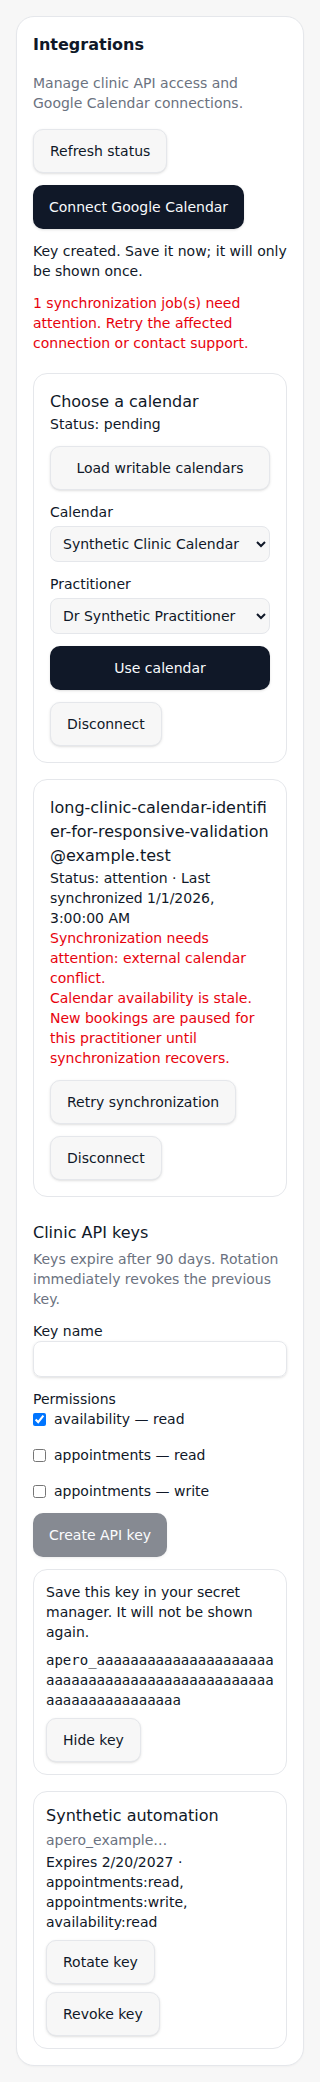 Integrations
Manage clinic API access and
Google Calendar connections.
Refresh status
Connect Google Calendar
Key created. Save it now; it will only
be shown once.
1 synchronization job(s) need
attention. Retry the affected
connection or contact support.
Choose a calendar
Status: pending
Load writable calendars
Calendar
Synthetic Clinic Calendar
Practitioner
Dr Synthetic Practitioner
Use calendar
Disconnect
long-clinic-calendar-identifi
er-for-responsive-validation
@example.test
Status: attention · Last
synchronized 1/1/2026,
3:00:00 AM
Synchronization needs
attention: external calendar
conflict.
Calendar availability is stale.
New bookings are paused for
this practitioner until
synchronization recovers.
Retry synchronization
Disconnect
Clinic API keys
Keys expire after 90 days. Rotation
immediately revokes the previous
key.
Key name
Permissions
availability — read
appointments — read
appointments — write
Create API key
Save this key in your secret
manager. It will not be shown
again.
apero_aaaaaaaaaaaaaaaaaaaaa
aaaaaaaaaaaaaaaaaaaaaaaaaaa
aaaaaaaaaaaaaaaa
Hide key
Synthetic automation
apero_example…
Expires 2/20/2027 ·
appointments:read,
appointments:write,
availability:read
Rotate key
Revoke key